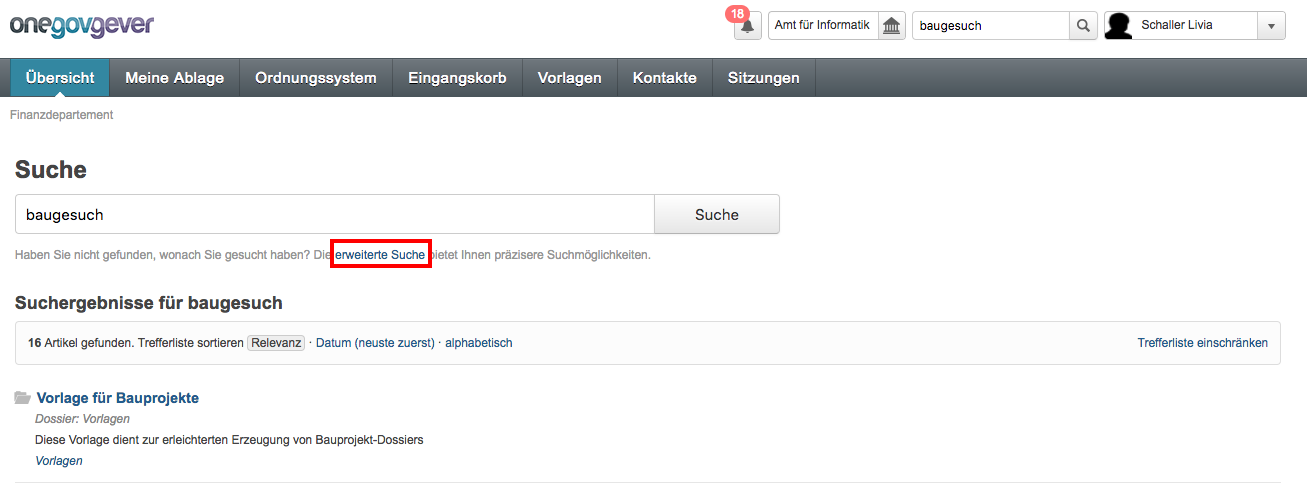 onegovgever
18
Amt für Informatik
baugesuch
Schaller Livia
Übersicht
Meine Ablage
Ordnungssystem
Eingangskorb
Vorlagen
Kontakte
Sitzungen
Finanzdepartement
Suche
baugesuch
Suche
Haben Sie nicht gefunden, wonach Sie gesucht haben? Die erweiterte Suche bietet Ihnen präzisere Suchmöglichkeiten.
Suchergebnisse für baugesuch
16 Artikel gefunden. Trefferliste sortieren Relevanz · Datum (neuste zuerst) · alphabetisch
Trefferliste einschränken
Vorlage für Bauprojekte
Dossier: Vorlagen
Diese Vorlage dient zur erleichterten Erzeugung von Bauprojekt-Dossiers
Vorlagen